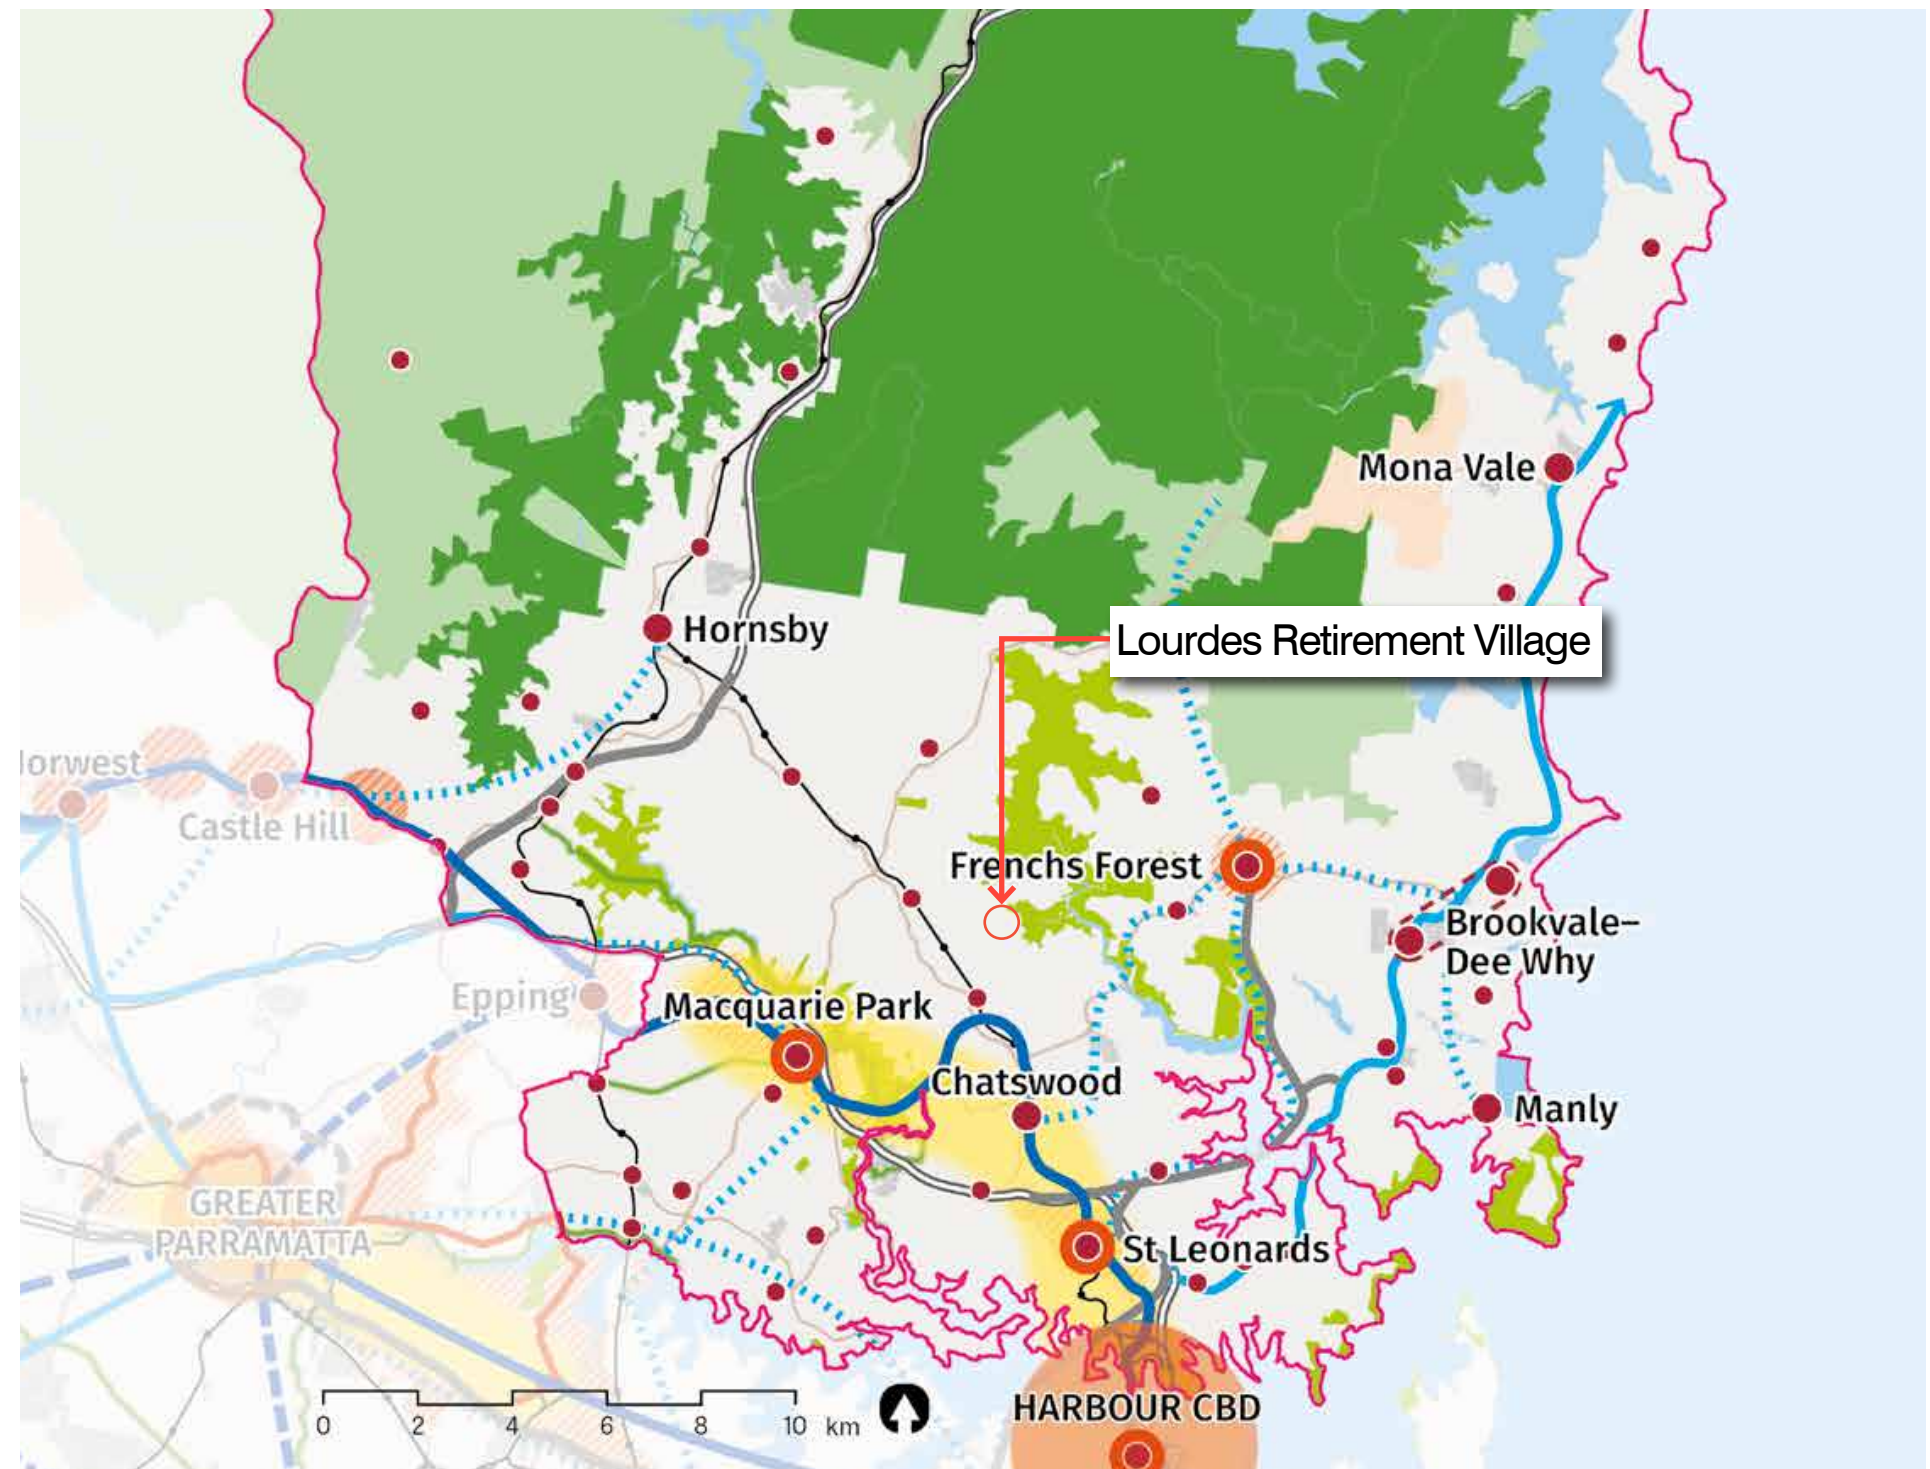 Mona Vale
Hornsby
Lourdes Retirement Village
Castle Hill
Frenchs Forest
Brookvale–
Dee Why
Epping
Macquarie Park
Chatswood
Manly
GREATER
PARRAMATTA
St Leonards
HARBOUR CBD
0 2 4 6 8 10 km